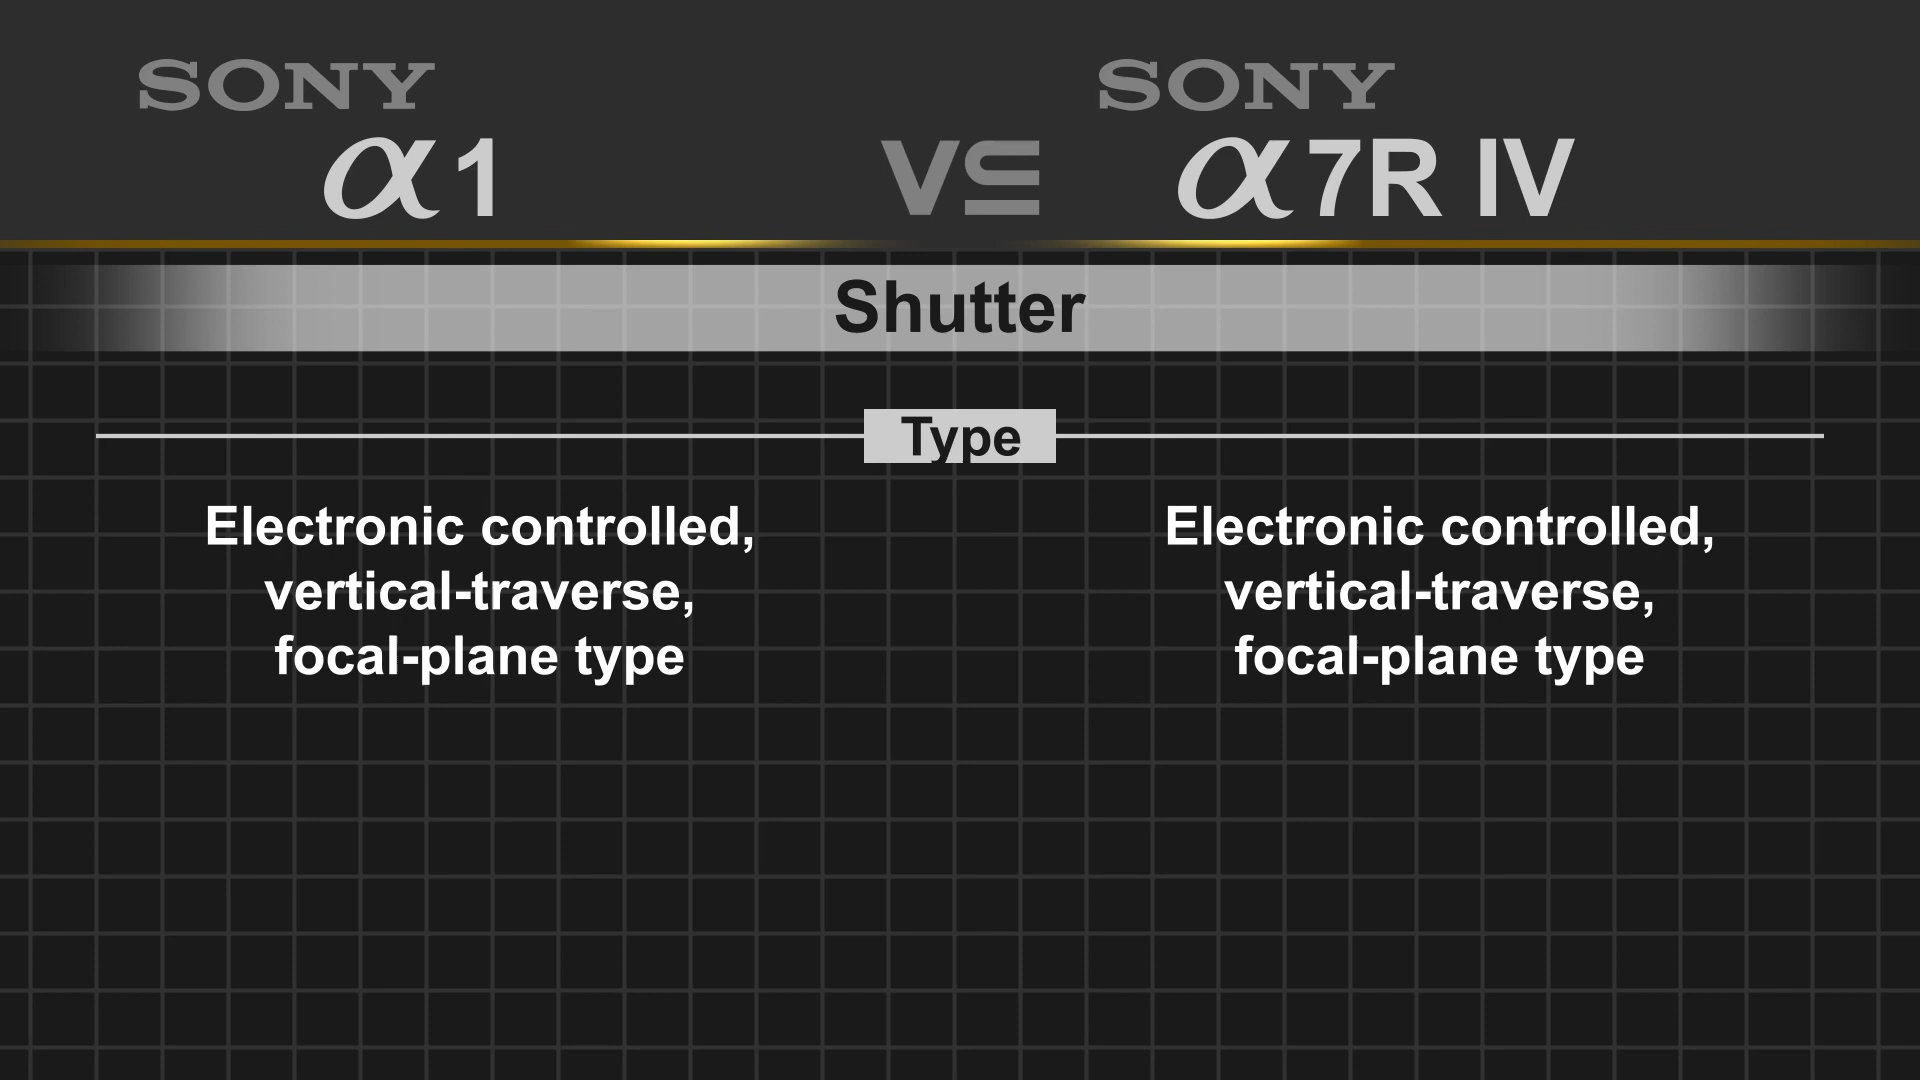 SONY
α1
VS
SONY
α7R IV
Shutter
Type
Electronic controlled,
vertical-traverse,
focal-plane type
Electronic controlled,
vertical-traverse,
focal-plane type